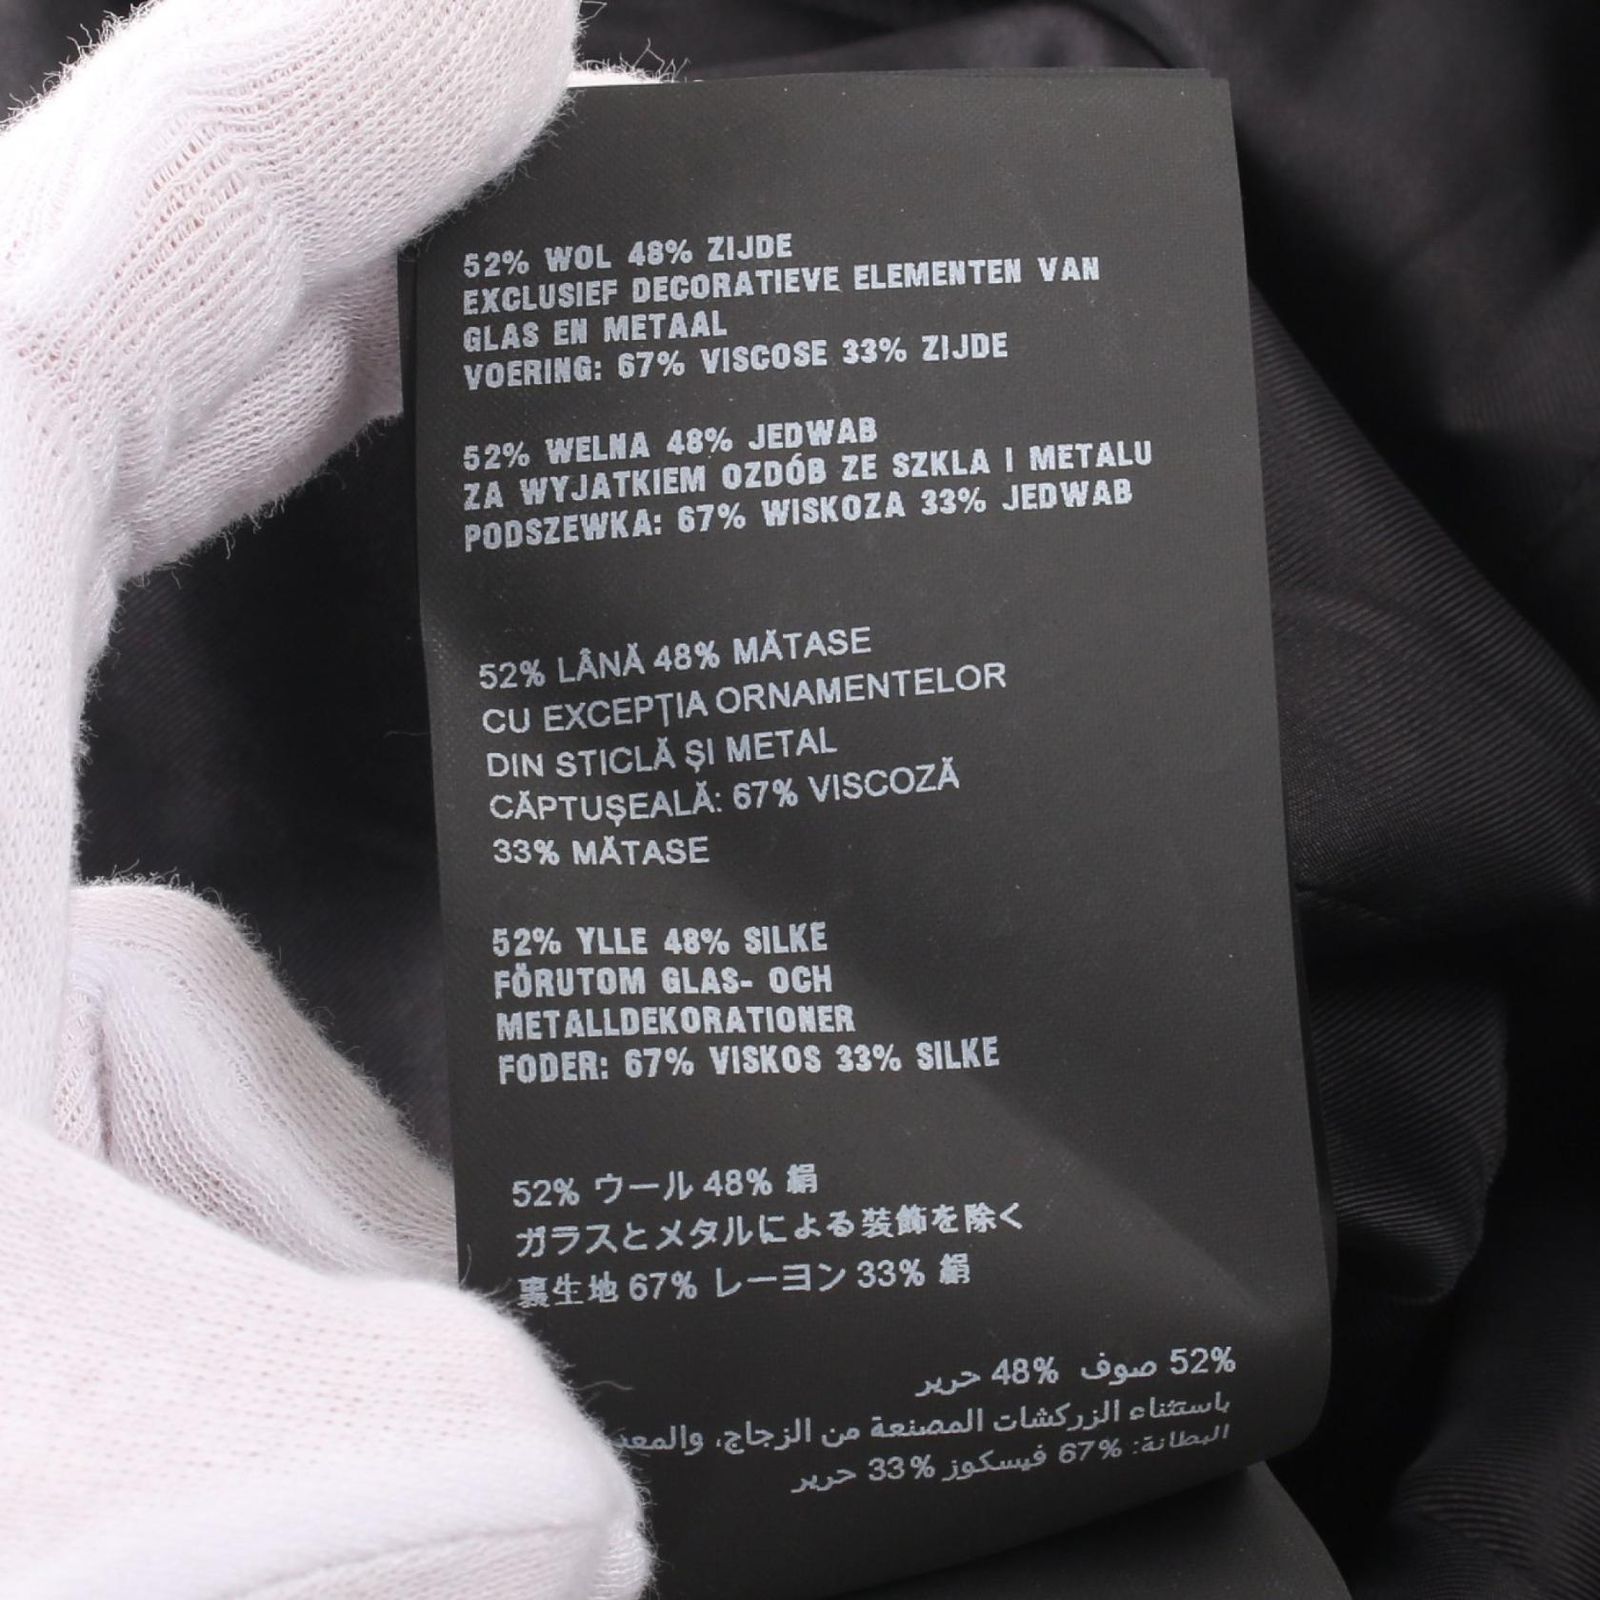 52% WOL 48% ZIJDE
EXCLUSIEF DECORATIEVE ELEMENTEN VAN
GLAS EN METAAL
VOERING: 67% VISCOSE 33% ZIJDE
52% WELNA 48% JEDWAB
ZA WYJATKIEM OZDÓB ZE SZKLA I METALU
PODSZEWKA: 67% WISKOZA 33% JEDWAB
52% LÂNĂ 48% MĂTASE
CU EXCEPȚIA ORNAMENTELOR
DIN STICLĂ ȘI METAL
CĂPTUȘEALĂ: 67% VISCOZĂ
33% MĂTASE
52% YLLE 48% SILKE
FÖRUTOM GLAS- OCH
METALLDEKORATIONER
FODER: 67% VISKOS 33% SILKE
52% ウール 48% 絹
ガラスとメタルによる装飾を除く
裏生地 67% レーヨン 33% 絹
52% صوف 48% حرير
باستثناء الزركشات المصنعة من الزجاج، 
البطانة: 67% فيسكوز 33% حرير